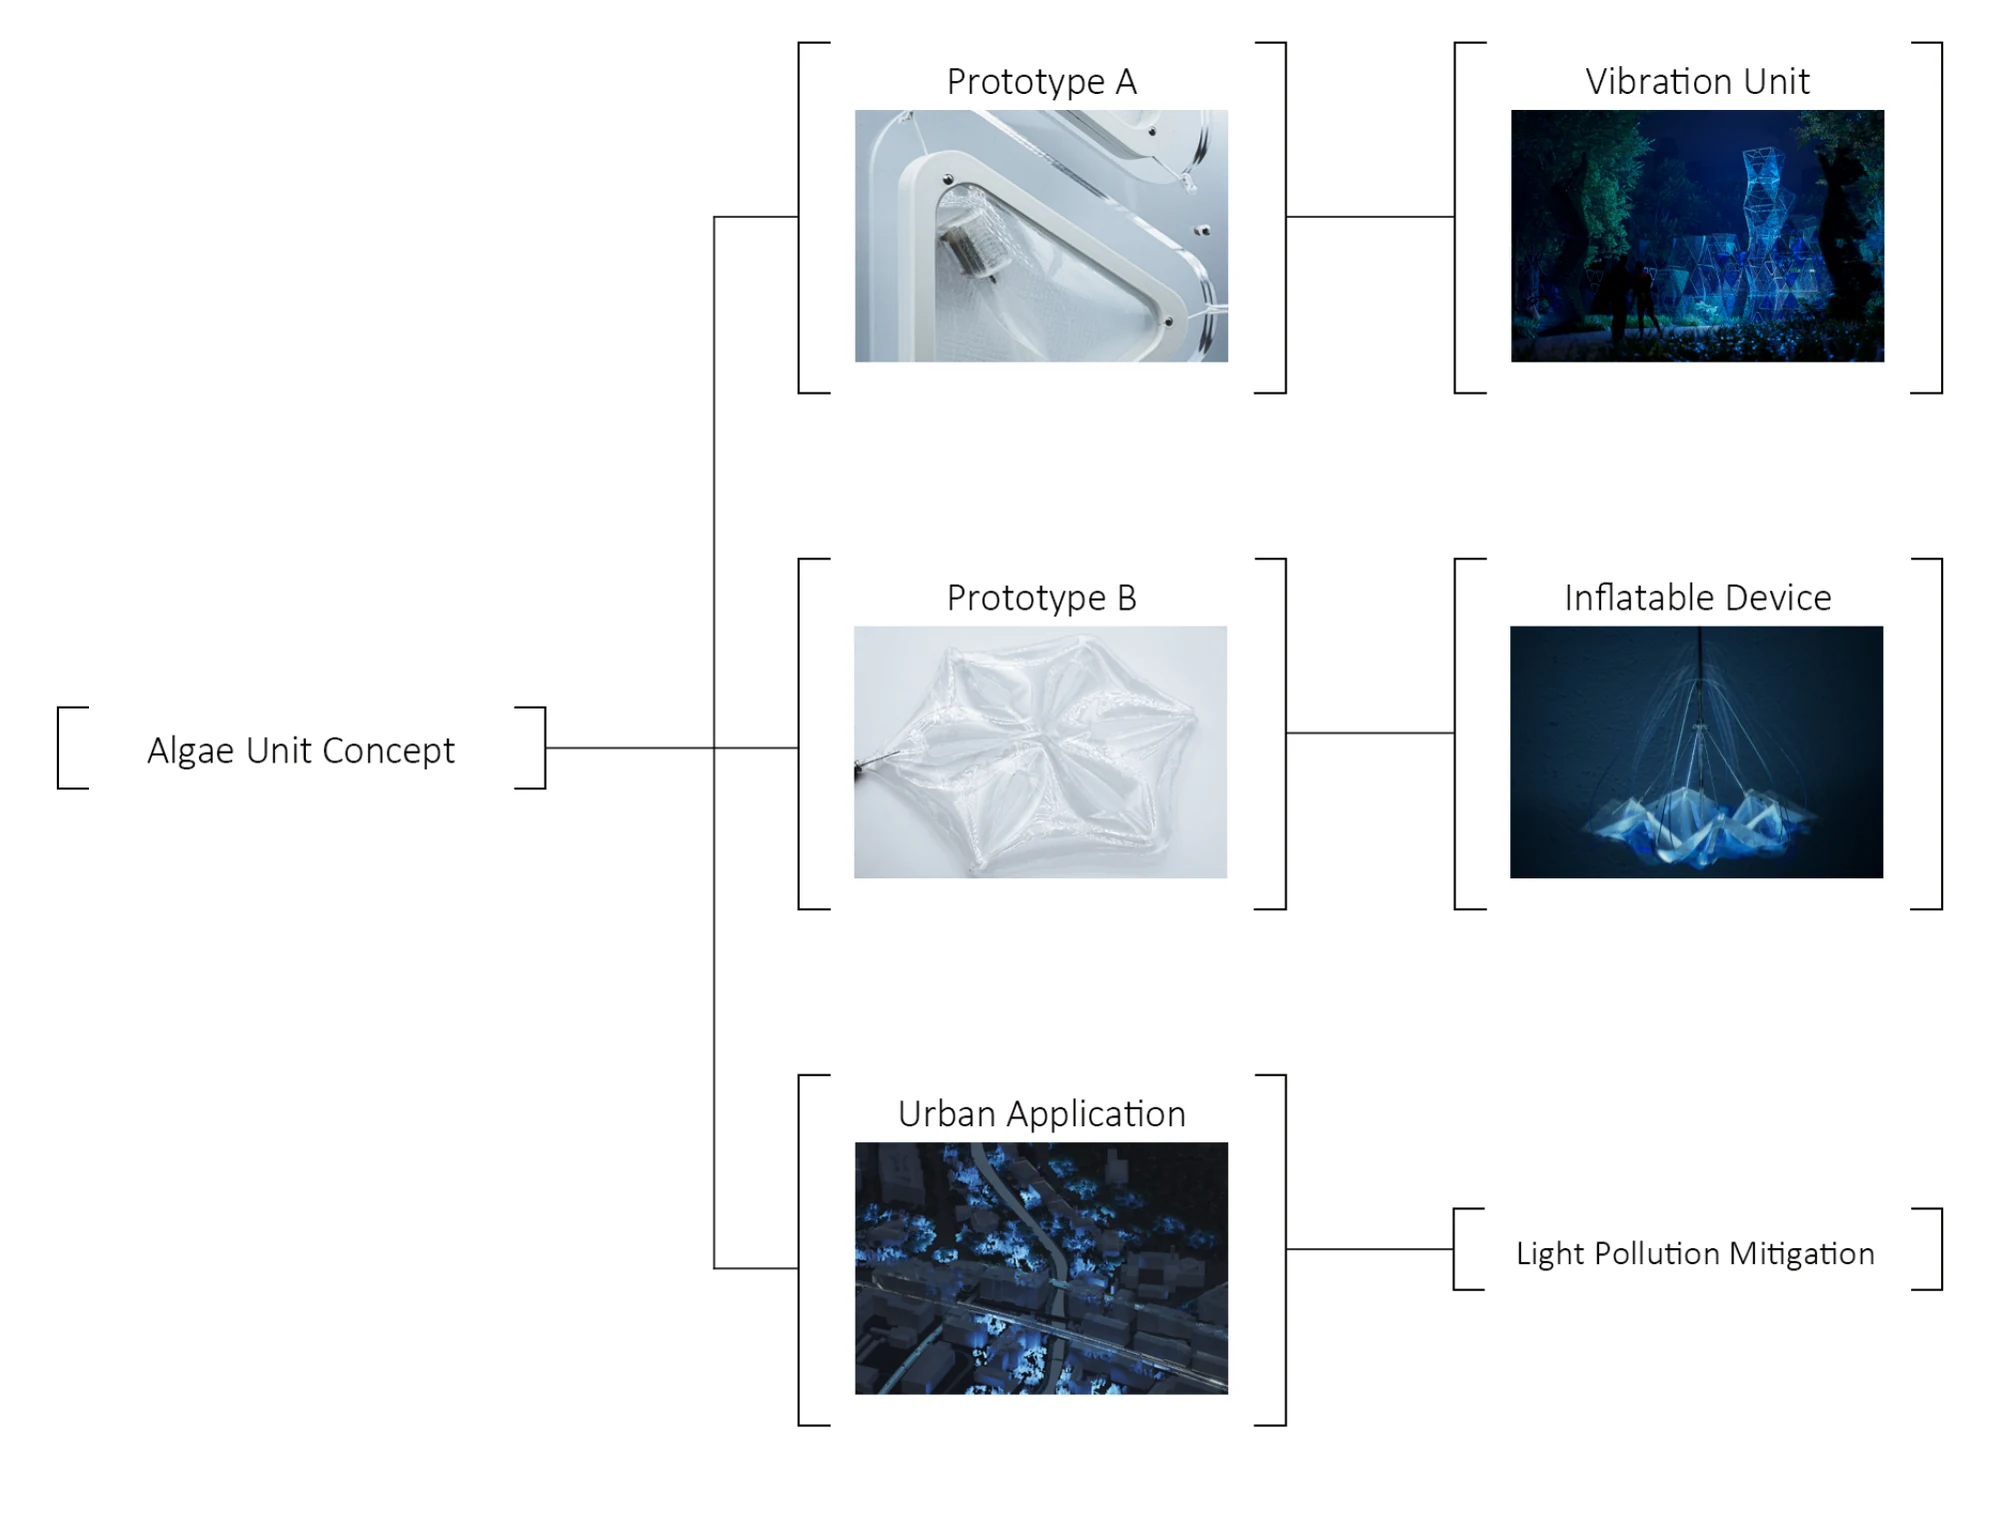 Prototype A
Vibration Unit
Prototype B
Inflatable Device
Algae Unit Concept
Urban Application
Light Pollution Mitigation